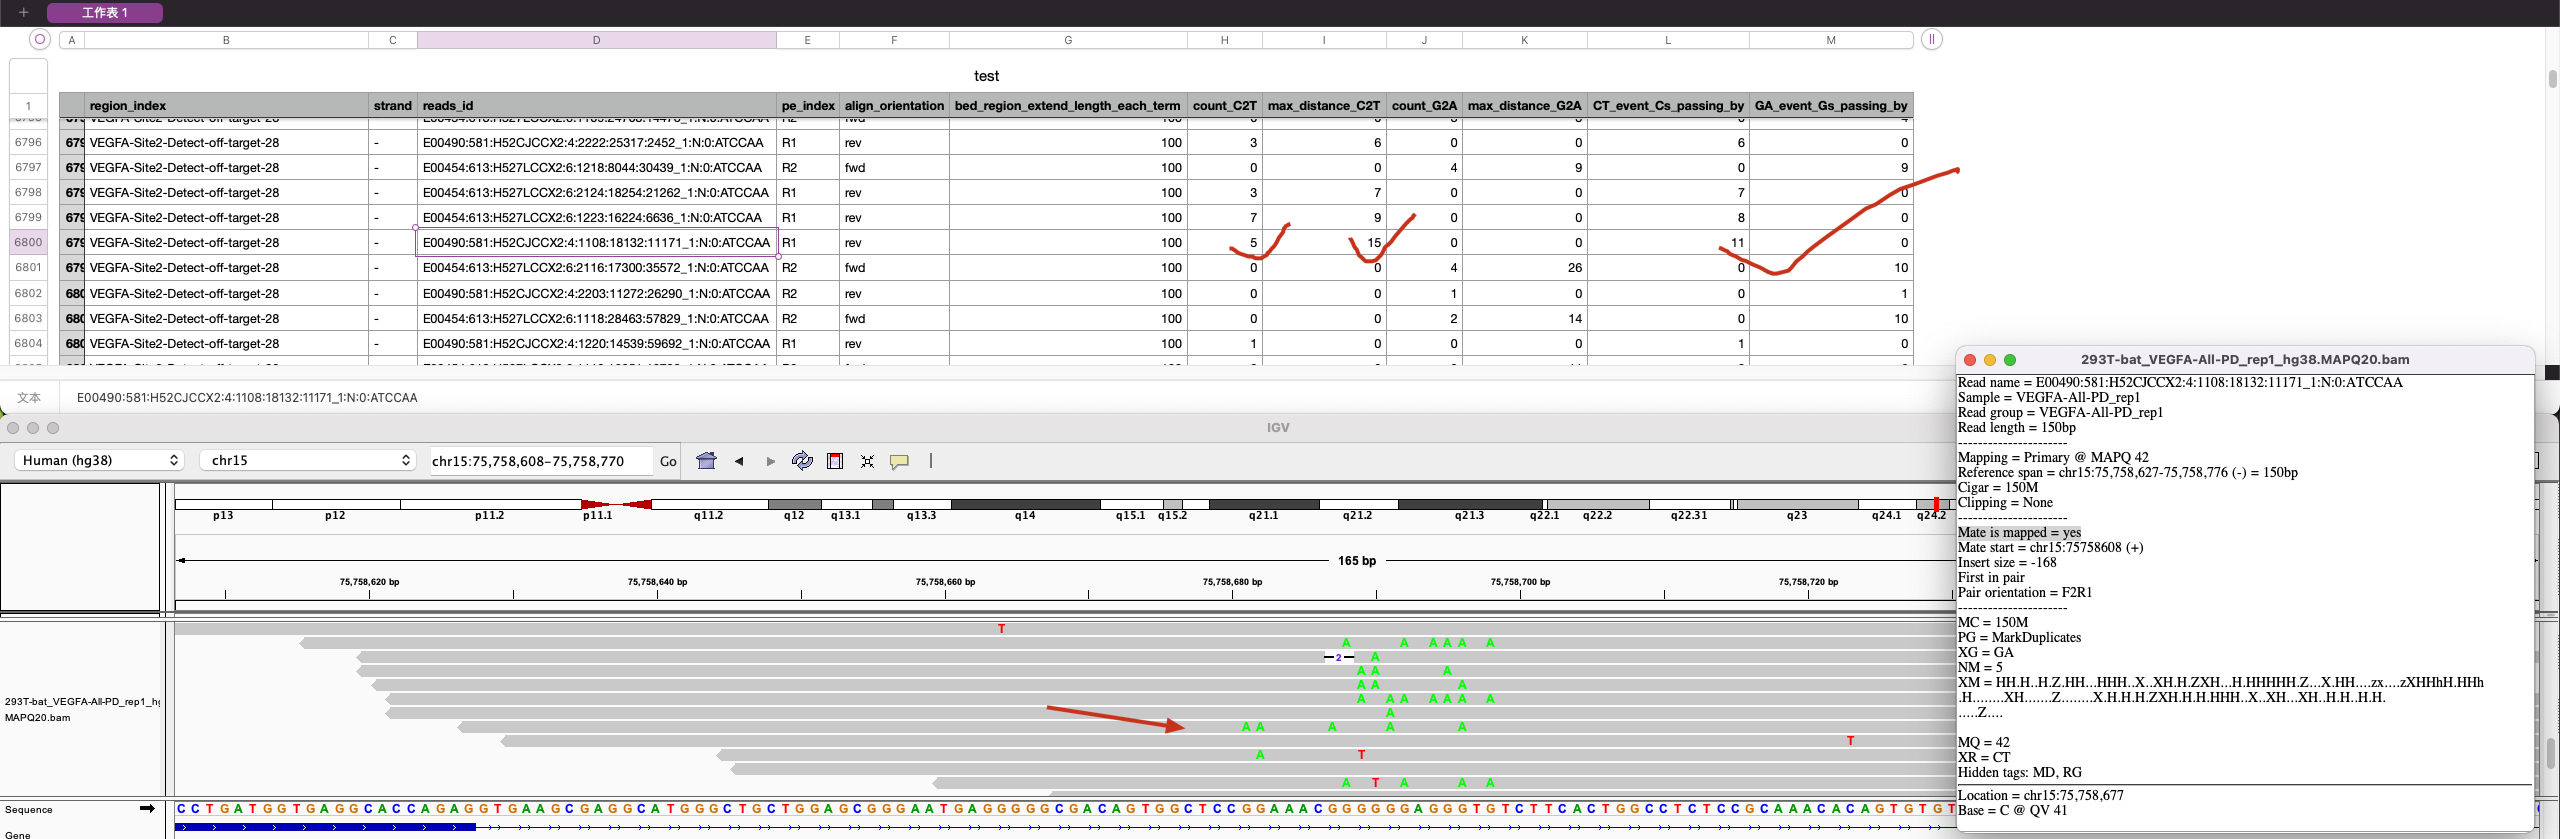 + 工作表 1
A B C D E F G H I J K L M
test
1 region_index strand reads_id pe_index align_orientation bed_region_extend_length_each_term count_C2T max_distance_C2T count_G2A max_distance_G2A CT_event_Cs_passing_by GA_event_Gs_passing_by
6796 679 VEGFA-Site2-Detect-off-target-28 - E00490:581:H52CJCCX2:4:2222:25317:2452_1:N:0:ATCCAA R1 rev 100 3 6 0 0 6 0
6797 679 VEGFA-Site2-Detect-off-target-28 - E00454:613:H527LCCX2:6:1218:8044:30439_1:N:0:ATCCAA R2 fwd 100 0 0 4 9 0 9
6798 679 VEGFA-Site2-Detect-off-target-28 - E00454:613:H527LCCX2:6:2124:18254:21262_1:N:0:ATCCAA R1 rev 100 3 7 0 0 7 0
6799 679 VEGFA-Site2-Detect-off-target-28 - E00454:613:H527LCCX2:6:1223:16224:6636_1:N:0:ATCCAA R1 rev 100 7 9 0 0 8 0
6800 679 VEGFA-Site2-Detect-off-target-28 - E00490:581:H52CJCCX2:4:1108:18132:11171_1:N:0:ATCCAA R1 rev 100 5 15 0 0 11 0
6801 679 VEGFA-Site2-Detect-off-target-28 - E00454:613:H527LCCX2:6:2116:17300:35572_1:N:0:ATCCAA R2 fwd 100 0 0 4 26 0 10
6802 680 VEGFA-Site2-Detect-off-target-28 - E00490:581:H52CJCCX2:4:2203:11272:26290_1:N:0:ATCCAA R2 rev 100 0 0 1 0 0 1
6803 680 VEGFA-Site2-Detect-off-target-28 - E00454:613:H527LCCX2:6:1118:28463:57829_1:N:0:ATCCAA R2 fwd 100 0 0 2 14 0 10
6804 680 VEGFA-Site2-Detect-off-target-28 - E00490:581:H52CJCCX2:4:1220:14539:59692_1:N:0:ATCCAA R1 rev 100 1 0 0 0 1 0
文本 E00490:581:H52CJCCX2:4:1108:18132:11171_1:N:0:ATCCAA
IGV
Human (hg38) chr15 chr15:75,758,608-75,758,770 Go
p13 p12 p11.2 p11.1 q11.2 q12 q13.1 q13.3 q14 q15.1 q15.2 q21.1 q21.2 q21.3 q22.1 q22.2 q22.31 q23 q24.1 q24.2
165 bp
75,758,620 bp 75,758,640 bp 75,758,660 bp 75,758,680 bp 75,758,700 bp 75,758,720 bp
T
A A A A A A
2 A
A A A
A A A
A A A A A A A
A
A A A A A
T
A T
A T A A A
293T-bat_VEGFA-All-PD_rep1_hg
MAPQ20.bam
Sequence C C T G A T G G T G A G G C A C C A G A G G T G A A G C G A G G C A T G G G C T G C T G G A G C G G G A A T G A G G G G G C G A C A G T G G C T C C G G A A A C G G G G G G A G G G T G T C T T C A C T G G C C T C T C C G C A A A C A C A G T G T G T
Gene
293T-bat_VEGFA-All-PD_rep1_hg38.MAPQ20.bam
Read name = E00490:581:H52CJCCX2:4:1108:18132:11171_1:N:0:ATCCAA
Sample = VEGFA-All-PD_rep1
Read group = VEGFA-All-PD_rep1
Read length = 150bp
----------------------
Mapping = Primary @ MAPQ 42
Reference span = chr15:75,758,627-75,758,776 (-) = 150bp
Cigar = 150M
Clipping = None
----------------------
Mate is mapped = yes
Mate start = chr15:75758608 (+)
Insert size = -168
First in pair
Pair orientation = F2R1
----------------------
MC = 150M
PG = MarkDuplicates
XG = GA
NM = 5
XM = HH.H..H.Z.HH...HHH..X..XH.H.ZXH...H.HHHHH.Z...X.HH....zx....zXHHhH.HHh
.H........XH.......Z........X.H.H.H.ZXH.H.H.HHH..X..XH...XH..H.H..H.H.
.....Z....
MQ = 42
XR = CT
Hidden tags: MD, RG
Location = chr15:75,758,677
Base = C @ QV 41